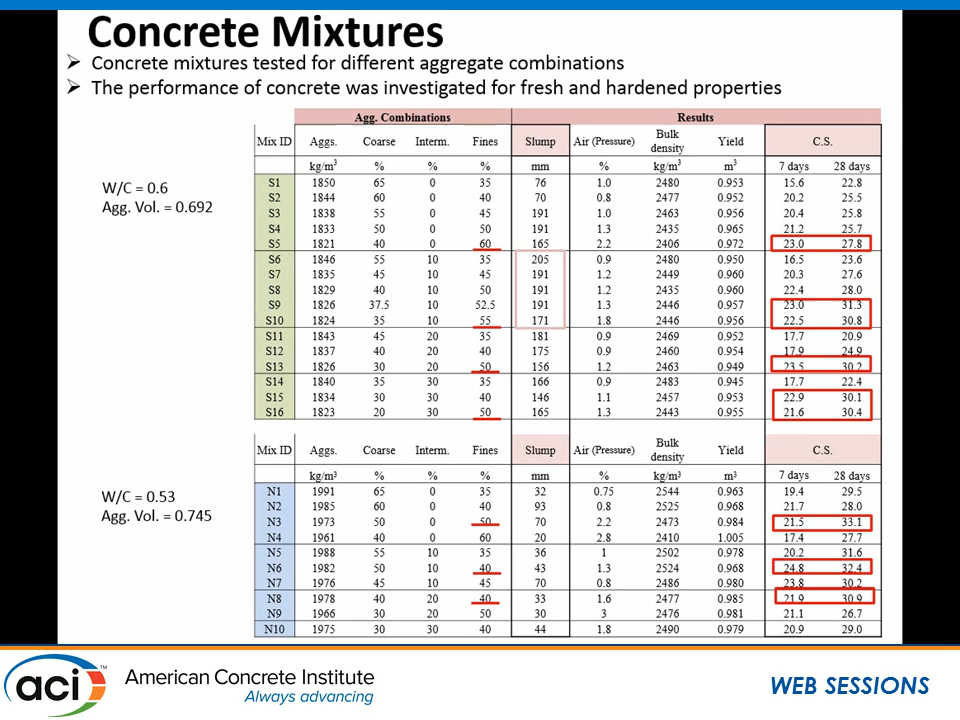 Concrete Mixtures
➢ Concrete mixtures tested for different aggregate combinations
➢ The performance of concrete was investigated for fresh and hardened properties
W/C = 0.6
Agg. Vol. = 0.692
Agg. Combinations Results
Mix ID Aggs. Coarse Interm. Fines Slump Air (Pressure) Bulk density Yield C.S.
kg/m³ % % % mm % kg/m³ m³ 7 days 28 days
S1 1850 65 0 35 76 1.0 2480 0.953 15.6 22.8
S2 1844 60 0 40 70 0.8 2477 0.952 20.2 25.5
S3 1838 55 0 45 191 1.0 2463 0.956 20.4 25.8
S4 1833 50 0 50 191 1.3 2435 0.965 21.2 25.7
S5 1821 40 0 60 165 2.2 2406 0.972 23.0 27.8
S6 1846 55 10 35 205 0.9 2480 0.950 16.5 23.6
S7 1835 45 10 45 191 1.2 2449 0.960 20.3 27.6
S8 1829 40 10 50 191 1.2 2435 0.960 22.4 28.0
S9 1826 37.5 10 52.5 191 1.3 2446 0.957 23.0 31.3
S10 1824 35 10 55 171 1.8 2446 0.956 22.5 30.8
S11 1843 45 20 35 181 0.9 2469 0.952 17.7 20.9
S12 1837 40 20 40 175 0.9 2460 0.954 17.9 24.9
S13 1826 30 20 50 156 1.2 2463 0.949 23.5 30.2
S14 1840 35 30 35 166 0.9 2483 0.945 17.7 22.4
S15 1834 30 30 40 146 1.1 2457 0.953 22.9 30.1
S16 1823 20 30 50 165 1.3 2443 0.955 21.6 30.4
W/C = 0.53
Agg. Vol. = 0.745
Mix ID Aggs. Coarse Interm. Fines Slump Air (Pressure) Bulk density Yield C.S.
kg/m³ % % % mm % kg/m³ m³ 7 days 28 days
N1 1991 65 0 35 32 0.75 2544 0.963 19.4 29.5
N2 1985 60 0 40 93 0.8 2525 0.968 21.7 28.0
N3 1973 50 0 50 70 2.2 2473 0.984 21.5 33.1
N4 1961 40 0 60 20 2.8 2410 1.005 17.4 27.7
N5 1988 55 10 35 36 1 2502 0.978 20.2 31.6
N6 1982 50 10 40 43 1.3 2524 0.968 24.8 32.4
N7 1976 45 10 45 70 0.8 2486 0.980 23.8 30.2
N8 1978 40 20 40 33 1.6 2477 0.985 21.9 30.9
N9 1966 30 20 50 30 3 2476 0.981 21.1 26.7
N10 1975 30 30 40 44 1.8 2490 0.979 20.9 29.0
aci™ American Concrete Institute
Always advancing
WEB SESSIONS